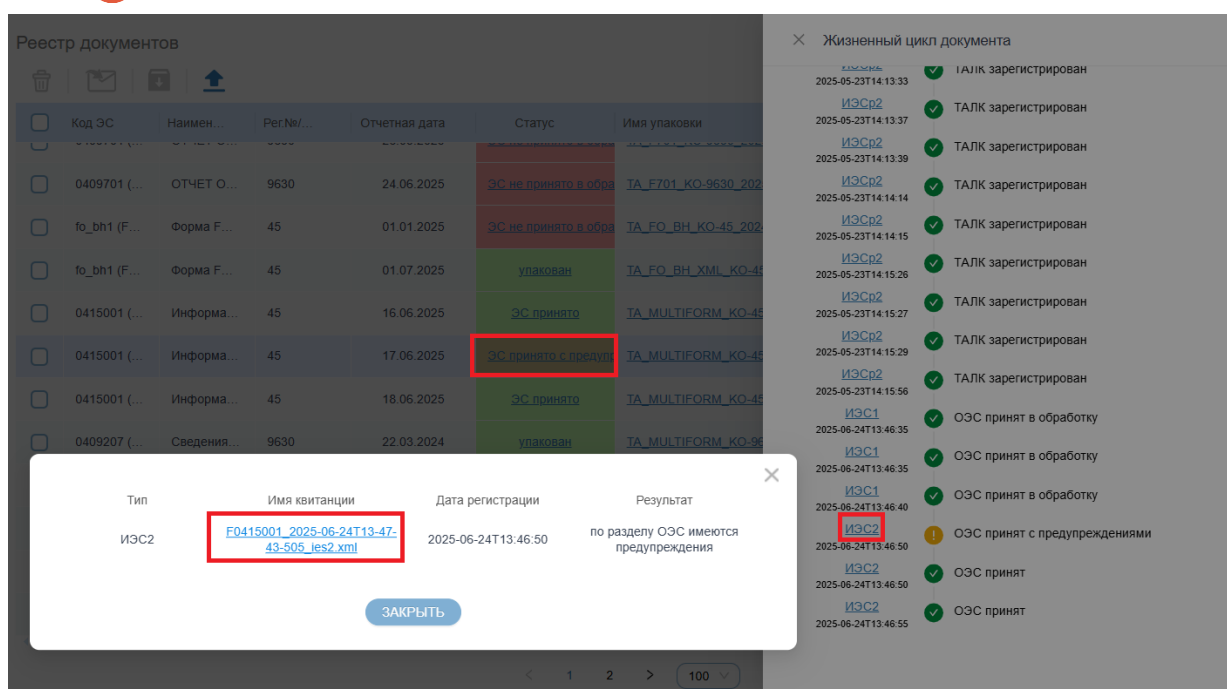 Реестр документов
Код ЭС Наимен... Рег.№/... Отчетная дата Статус Имя упаковки
0409701 (... ОТЧЕТ О... 9630 24.06.2025 ЭС не принято в обра TA_F701_KO-9630_202
fo_bh1 (F... Форма F... 45 01.01.2025 ЭС не принято в обра TA_FO_BH_KO-45_202
fo_bh1 (F... Форма F... 45 01.07.2025 упакован TA_FO_BH_XML_KO-45
0415001 (... Информа... 45 16.06.2025 ЭС принято TA_MULTIFORM_KO-45
0415001 (... Информа... 45 17.06.2025 ЭС принято с предупр TA_MULTIFORM_KO-45
0415001 (... Информа... 45 18.06.2025 ЭС принято TA_MULTIFORM_KO-45
0409207 (... Сведения... 9630 22.03.2024 упакован TA_MULTIFORM_KO-96
Тип Имя квитанции Дата регистрации Результат
ИЭС2 F0415001_2025-06-24T13-47-43-505_ies2.xml 2025-06-24T13:46:50 по разделу ОЭС имеются предупреждения
ЗАКРЫТЬ
< 1 2 > 100
Жизненный цикл документа
ИЭСр2 ТАЛК зарегистрирован
2025-05-23T14:13:33
ИЭСр2 ТАЛК зарегистрирован
2025-05-23T14:13:37
ИЭСр2 ТАЛК зарегистрирован
2025-05-23T14:13:39
ИЭСр2 ТАЛК зарегистрирован
2025-05-23T14:14:14
ИЭСр2 ТАЛК зарегистрирован
2025-05-23T14:14:15
ИЭСр2 ТАЛК зарегистрирован
2025-05-23T14:15:26
ИЭСр2 ТАЛК зарегистрирован
2025-05-23T14:15:27
ИЭСр2 ТАЛК зарегистрирован
2025-05-23T14:15:29
ИЭСр2 ТАЛК зарегистрирован
2025-05-23T14:15:56
ИЭС1 ОЭС принят в обработку
2025-06-24T13:46:35
ИЭС1 ОЭС принят в обработку
2025-06-24T13:46:35
ИЭС1 ОЭС принят в обработку
2025-06-24T13:46:40
ИЭС2 ОЭС принят с предупреждениями
2025-06-24T13:46:50
ИЭС2 ОЭС принят
2025-06-24T13:46:50
ИЭС2 ОЭС принят
2025-06-24T13:46:55